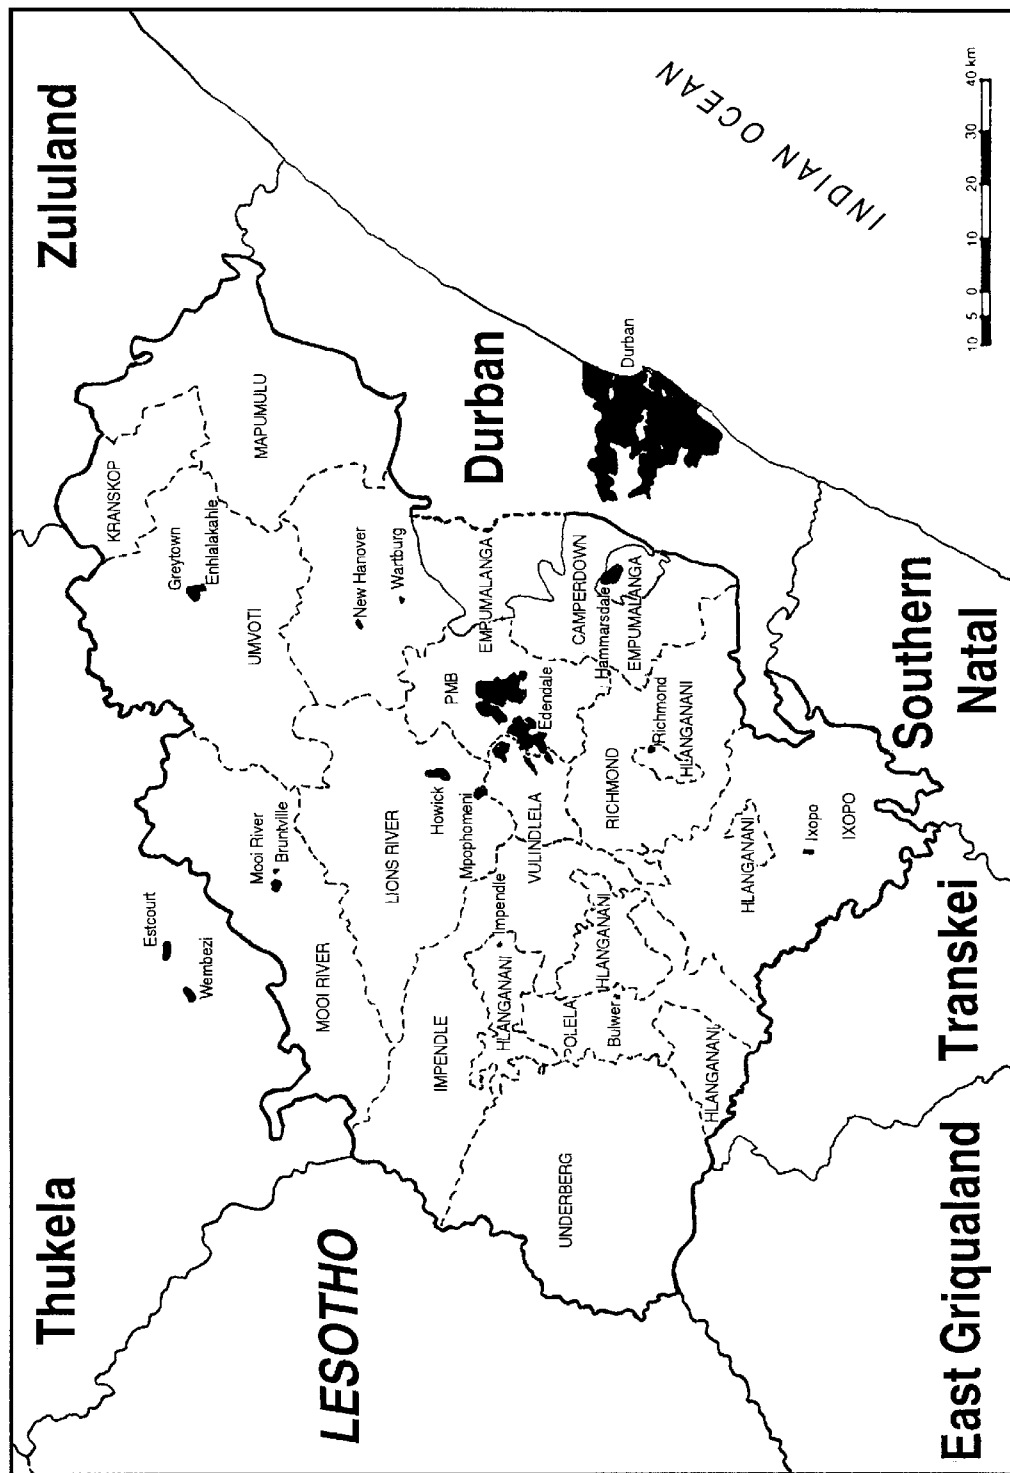 Thukela
Zululand
LESOTHO
Durban
INDIAN OCEAN
East Griqualand
Transkei
Southern
Natal
Estcourt
Wembezi
Mooi River
Bruntville
MOOI RIVER
KRANSKOP
Greytown
Enhlalakahle
UMVOTI
MAPUMULU
New Hanover
Wartburg
LIONS RIVER
Howick
Mpophomeni
PMB
Edendale
EMPUMALANGA
CAMPERDOWN
Hammarsdale
EMPUMALANGA
Durban
IMPENDLE
HLANGANANI
Impendle
VULINDLELA
RICHMOND
Richmond
HLANGANANI
UNDERBERG
POLELA
Bulwer
HLANGANANI
HLANGANANI
HLANGANANI
Ixopo
IXOPO
10 5 0 10 20 30 40 km